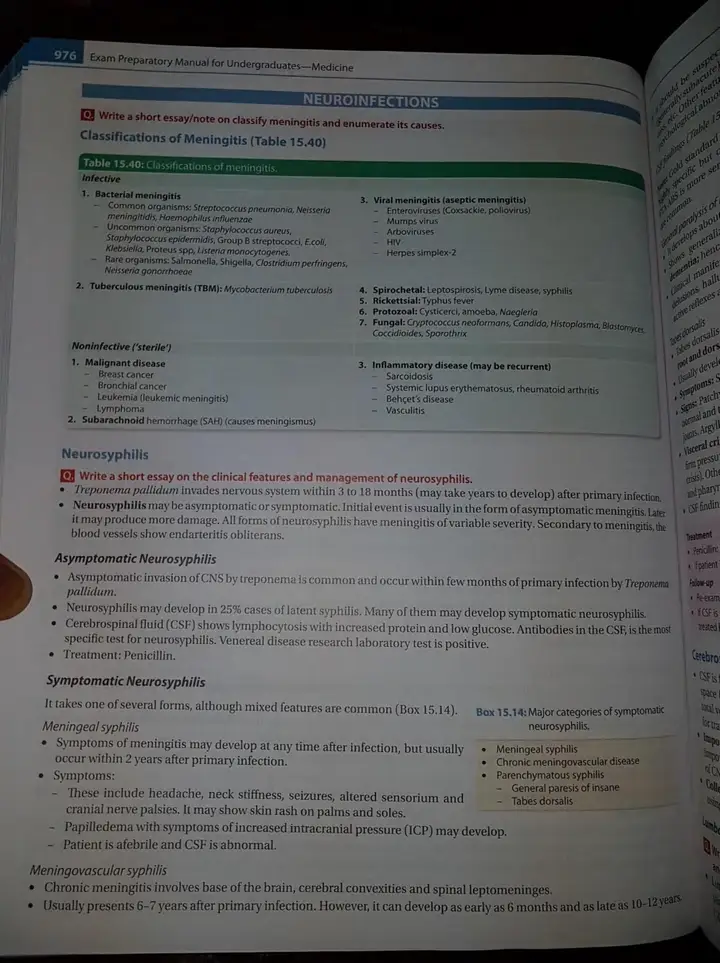 976 Exam Preparatory Manual for Undergraduates—Medicine
NEUROINFECTIONS
Q. Write a short essay/note on classify meningitis and enumerate its causes.
Classifications of Meningitis (Table 15.40)
Table 15.40: Classifications of meningitis.
Infective
1. Bacterial meningitis
– Common organisms: Streptococcus pneumonia, Neisseria
meningitidis, Haemophilus influenzae
– Uncommon organisms: Staphylococcus aureus,
Staphylococcus epidermidis, Group B streptococci, E.coli,
Klebsiella, Proteus spp, Listeria monocytogenes.
– Rare organisms: Salmonella, Shigella, Clostridium perfringens,
Neisseria gonorrhoeae
2. Tuberculous meningitis (TBM): Mycobacterium tuberculosis
3. Viral meningitis (aseptic meningitis)
– Enteroviruses (Coxsackie, poliovirus)
– Mumps virus
– Arboviruses
– HIV
– Herpes simplex-2
4. Spirochetal: Leptospirosis, Lyme disease, syphilis
5. Rickettsial: Typhus fever
6. Protozoal: Cysticerci, amoeba, Naegleria
7. Fungal: Cryptococcus neoformans, Candida, Histoplasma, Blastomyces,
Coccidioides, Sporothrix
Noninfective ('sterile')
1. Malignant disease
– Breast cancer
– Bronchial cancer
– Leukemia (leukemic meningitis)
– Lymphoma
2. Subarachnoid hemorrhage (SAH) (causes meningismus)
3. Inflammatory disease (may be recurrent)
– Sarcoidosis
– Systemic lupus erythematosus, rheumatoid arthritis
– Behçet's disease
– Vasculitis
Neurosyphilis
Q. Write a short essay on the clinical features and management of neurosyphilis.
• Treponema pallidum invades nervous system within 3 to 18 months (may take years to develop) after primary infection.
• Neurosyphilis may be asymptomatic or symptomatic. Initial event is usually in the form of asymptomatic meningitis. Later
it may produce more damage. All forms of neurosyphilis have meningitis of variable severity. Secondary to meningitis, the
blood vessels show endarteritis obliterans.
Asymptomatic Neurosyphilis
• Asymptomatic invasion of CNS by treponema is common and occur within few months of primary infection by Treponema
pallidum.
• Neurosyphilis may develop in 25% cases of latent syphilis. Many of them may develop symptomatic neurosyphilis.
• Cerebrospinal fluid (CSF) shows lymphocytosis with increased protein and low glucose. Antibodies in the CSF, is the most
specific test for neurosyphilis. Venereal disease research laboratory test is positive.
• Treatment: Penicillin.
Symptomatic Neurosyphilis
It takes one of several forms, although mixed features are common (Box 15.14).
Meningeal syphilis
• Symptoms of meningitis may develop at any time after infection, but usually
occur within 2 years after primary infection.
• Symptoms:
– These include headache, neck stiffness, seizures, altered sensorium and
cranial nerve palsies. It may show skin rash on palms and soles.
– Papilledema with symptoms of increased intracranial pressure (ICP) may develop.
– Patient is afebrile and CSF is abnormal.
Box 15.14: Major categories of symptomatic
neurosyphilis.
• Meningeal syphilis
• Chronic meningovascular disease
• Parenchymatous syphilis
– General paresis of insane
– Tabes dorsalis
Meningovascular syphilis
• Chronic meningitis involves base of the brain, cerebral convexities and spinal leptomeninges.
• Usually presents 6–7 years after primary infection. However, it can develop as early as 6 months and as late as 10–12 years.